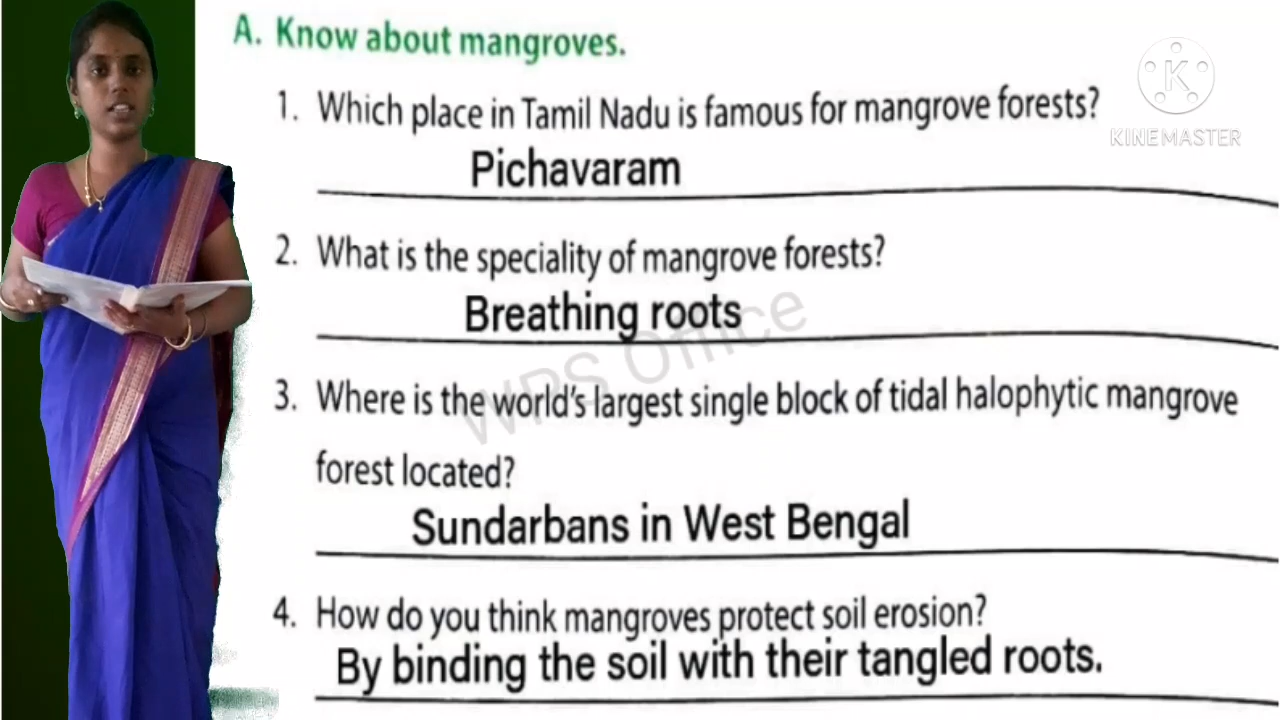 A. Know about mangroves.
1. Which place in Tamil Nadu is famous for mangrove forests?
Pichavaram
2. What is the speciality of mangrove forests?
Breathing roots
3. Where is the world's largest single block of tidal halophytic mangrove
forest located?
Sundarbans in West Bengal
4. How do you think mangroves protect soil erosion?
By binding the soil with their tangled roots.
K
KINEMASTER
WPS Office